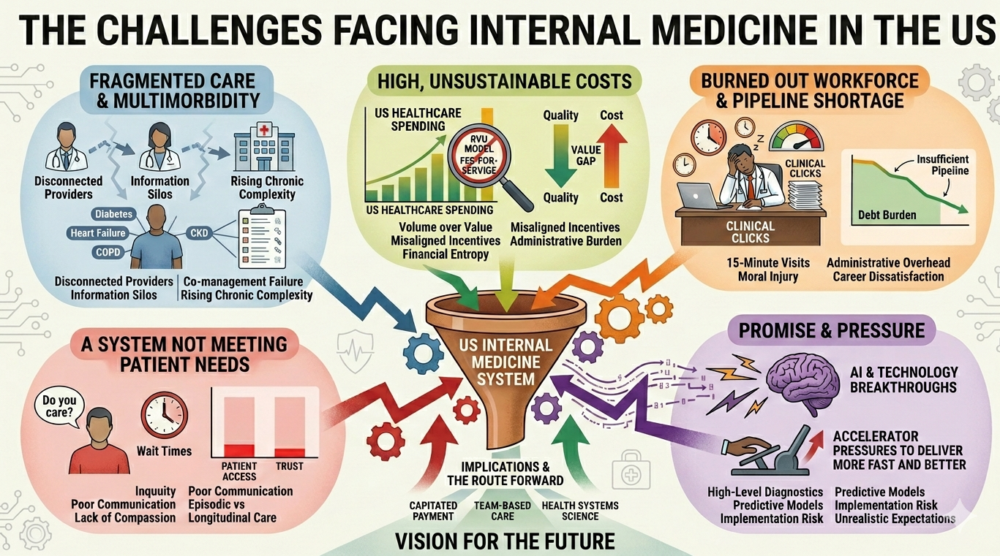 THE CHALLENGES FACING INTERNAL MEDICINE IN THE US
FRAGMENTED CARE
& MULTIMORBIDITY
Disconnected
Providers
Information
Silos
Rising Chronic
Complexity
Diabetes
Heart Failure
COPD
CKD
Disconnected Providers
Information Silos
Co-management Failure
Rising Chronic Complexity
HIGH, UNSUSTAINABLE COSTS
US HEALTHCARE
SPENDING
RVU
MODEL
FES FOR-
SERVIGE
US HEALTHCARE SPENDING
Quality
Cost
VALUE
GAP
Quality
Cost
Volume over Value
Misaligned Incentives
Financial Entropy
Misaligned Incentives
Administrative Burden
BURNED OUT WORKFORCE
& PIPELINE SHORTAGE
Z
Z
CLINICAL
CLICKS
CLINICAL
CLICKS
Insufficient
Pipeline
Debt Burden
15-Minute Visits
Moral Injury
Administrative Overhead
Career Dissatisfaction
A SYSTEM NOT MEETING
PATIENT NEEDS
Do you
care?
Wait Times
PATIENT
ACCESS
TRUST
Inquuity
Poor Communication
Lack of Compassion
Poor Communication
Episodic vs
Longitudinal Care
US INTERNAL
MEDICINE
SYSTEM
PROMISE & PRESSURE
AI & TECHNOLOGY
BREAKTHROUGHS
ACCELERATOR
PRESSURES TO DELIVER
MORE FAST AND BETTER
High-Level Diagnostics
Predictive Models
Implementation Risk
Predictive Models
Implementation Risk
Unrealistic Expectations
IMPLICATIONS &
THE ROUTE FORWARD
CAPITATED
PAYMENT
TEAM-BASED
CARE
HEALTH SYSTEMS
SCIENCE
VISION FOR THE FUTURE